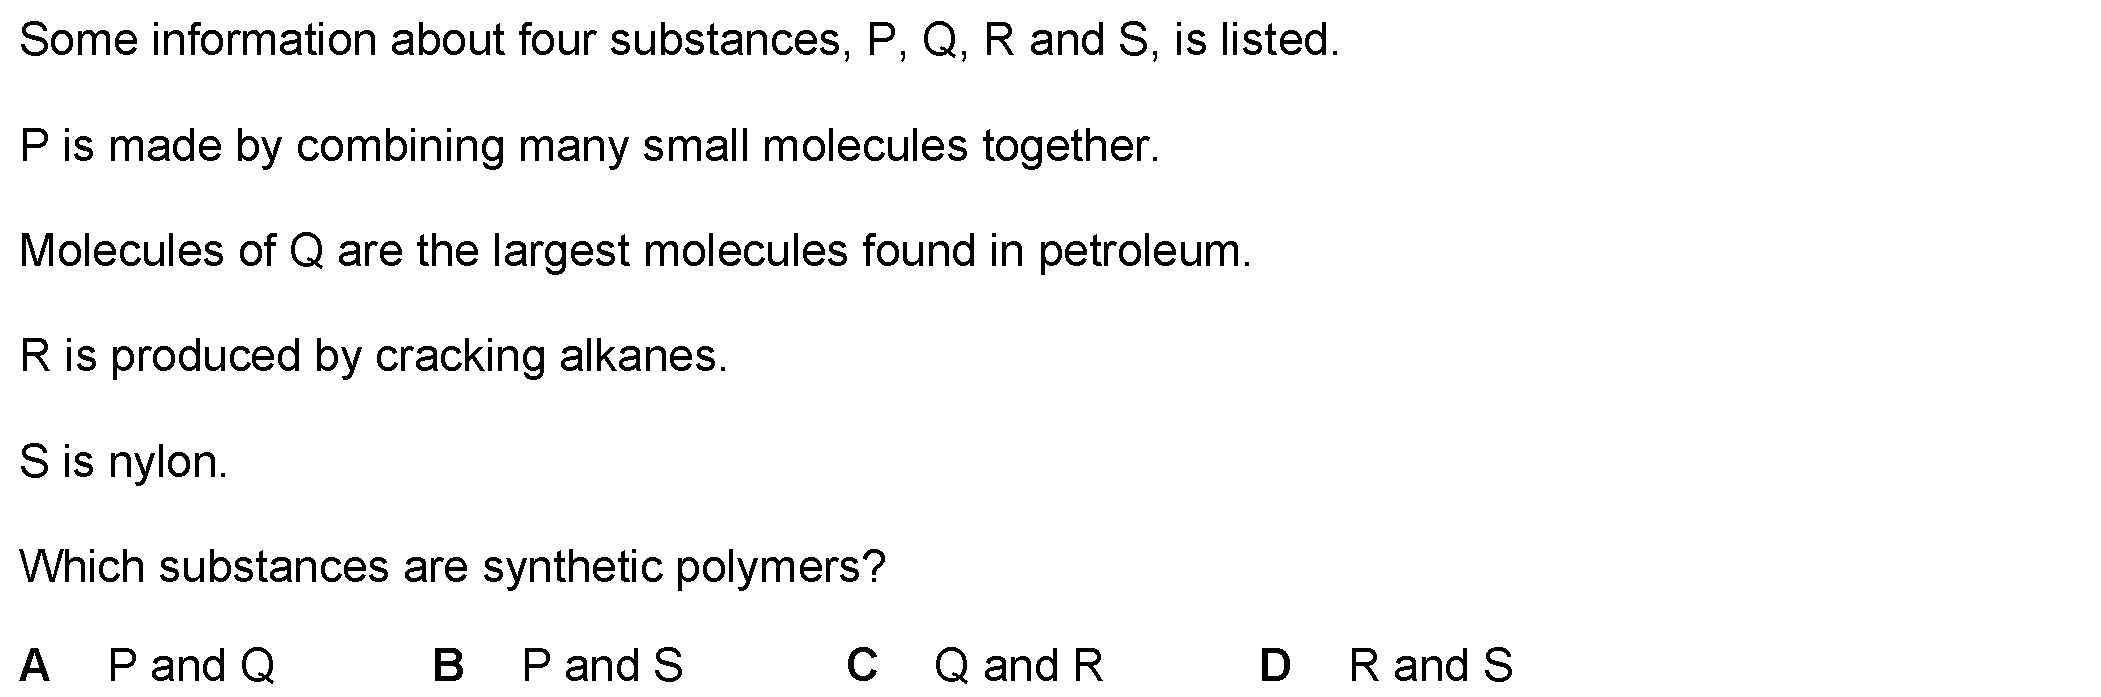 Some information about four substances, P, Q, R and S, is listed.
P is made by combining many small molecules together.
Molecules of Q are the largest molecules found in petroleum.
R is produced by cracking alkanes.
S is nylon.
Which substances are synthetic polymers?
A P and Q B P and S C Q and R D R and S